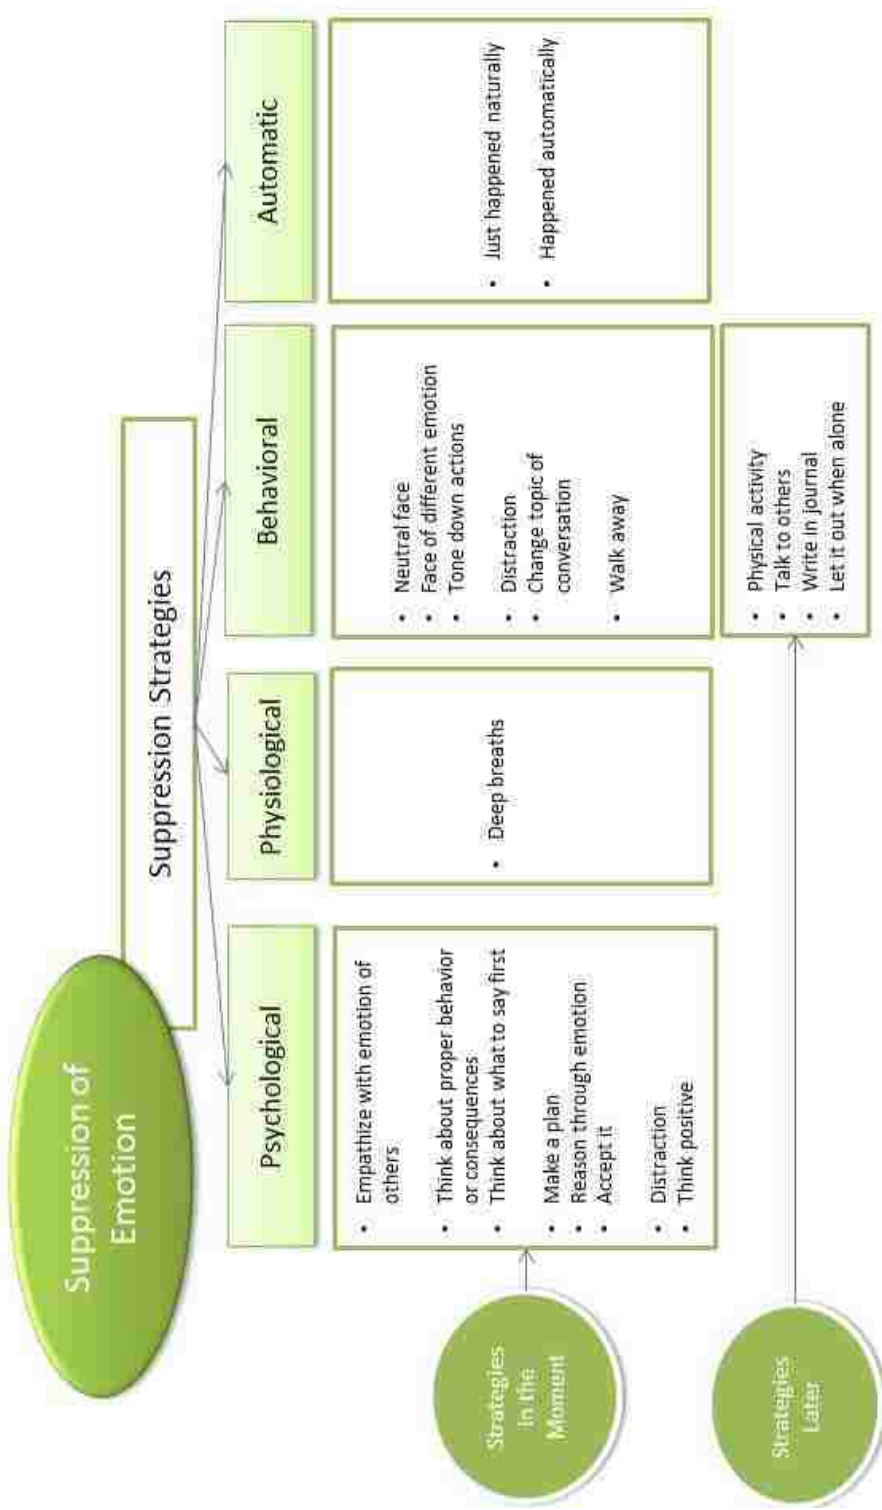 Suppression of
Emotion
Suppression Strategies
Psychological
Physiological
Behavioral
Automatic
Strategies
In the
Moment
• Empathize with emotion of
others
• Think about proper behavior
or consequences
• Think about what to say first
• Make a plan
• Reason through emotion
• Accept it
• Distraction
• Think positive
• Deep breaths
• Neutral face
• Face of different emotion
• Tone down actions
• Distraction
• Change topic of
conversation
• Walk away
• Just happened naturally
• Happened automatically
Strategies
Later
• Physical activity
• Talk to others
• Write in journal
• Let it out when alone